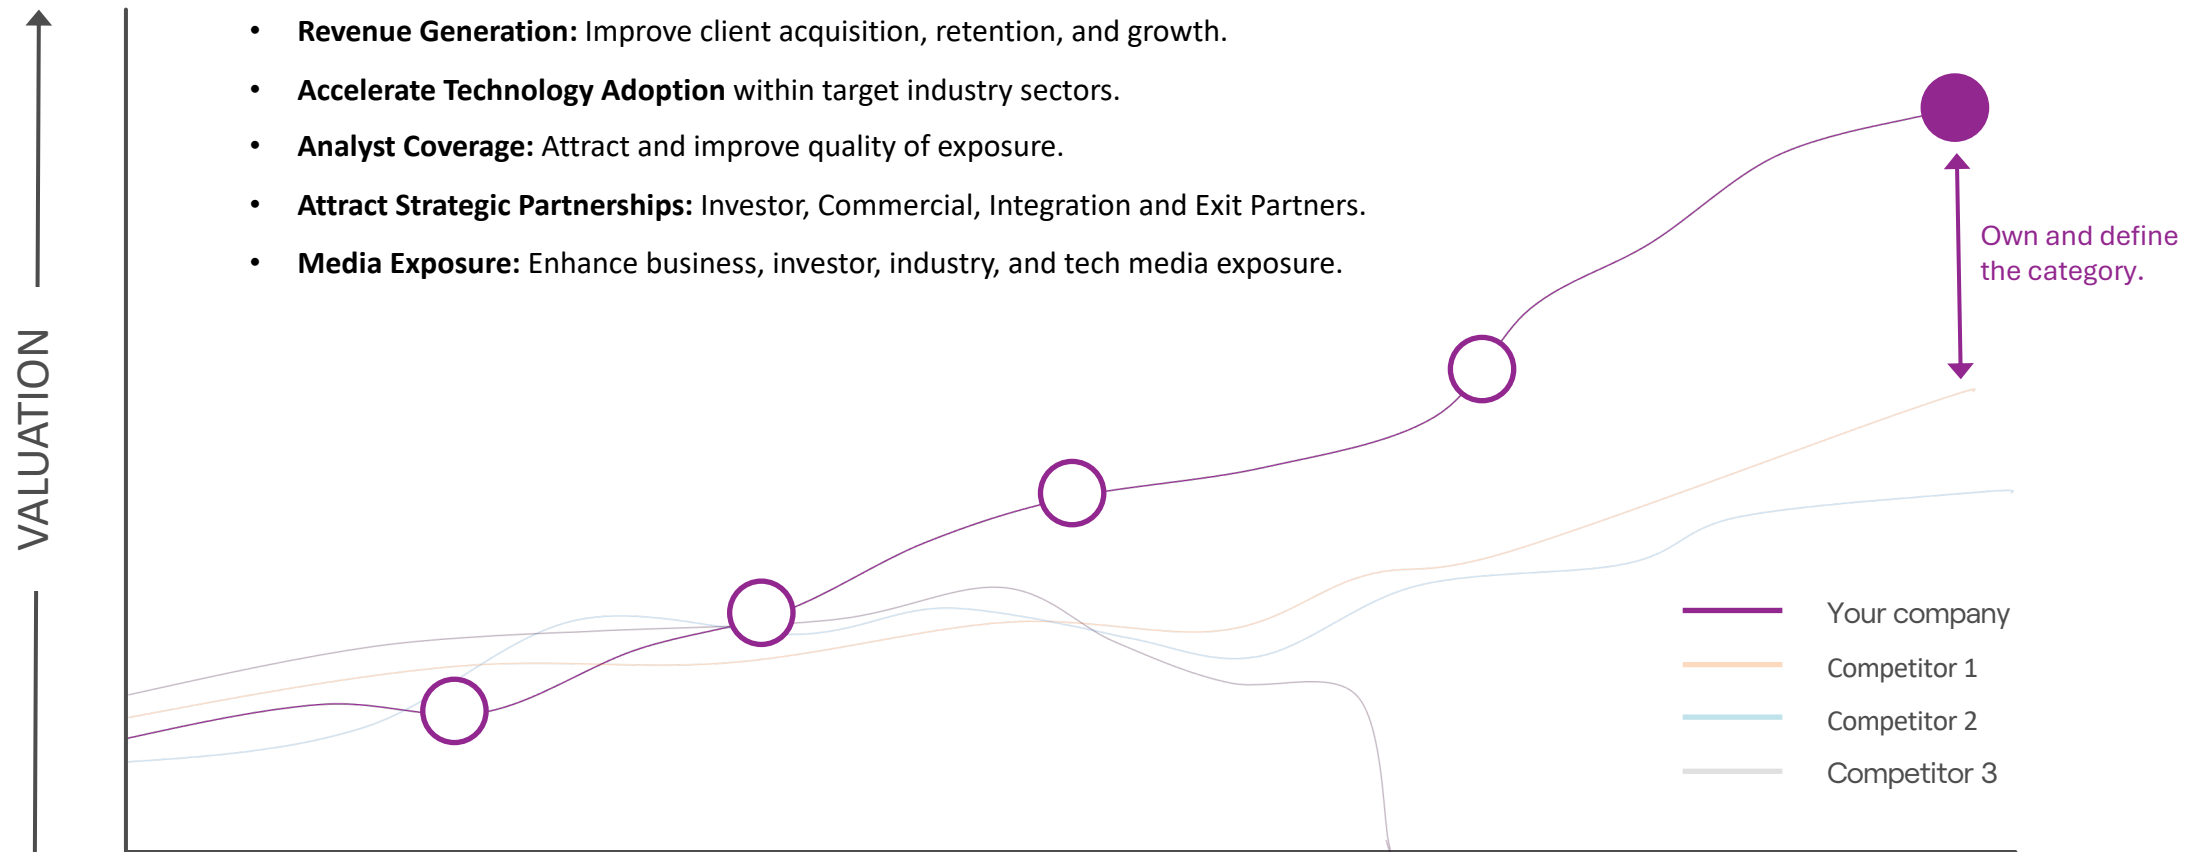 • Revenue Generation: Improve client acquisition, retention, and growth.
• Accelerate Technology Adoption within target industry sectors.
• Analyst Coverage: Attract and improve quality of exposure.
• Attract Strategic Partnerships: Investor, Commercial, Integration and Exit Partners.
• Media Exposure: Enhance business, investor, industry, and tech media exposure.
Own and define
the category.
VALUATION
Your company
Competitor 1
Competitor 2
Competitor 3